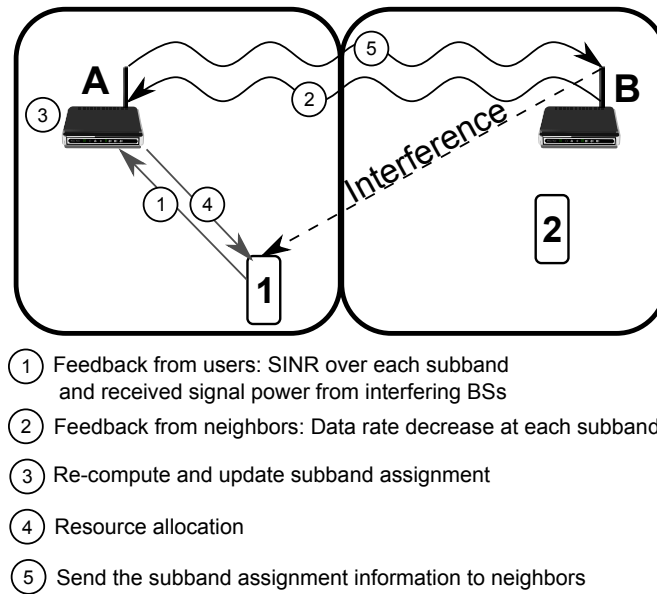 5
A
2
B
3
Interference
1
4
2
1
1 Feedback from users: SINR over each subband
and received signal power from interfering BSs
2 Feedback from neighbors: Data rate decrease at each subband
3 Re-compute and update subband assignment
4 Resource allocation
5 Send the subband assignment information to neighbors